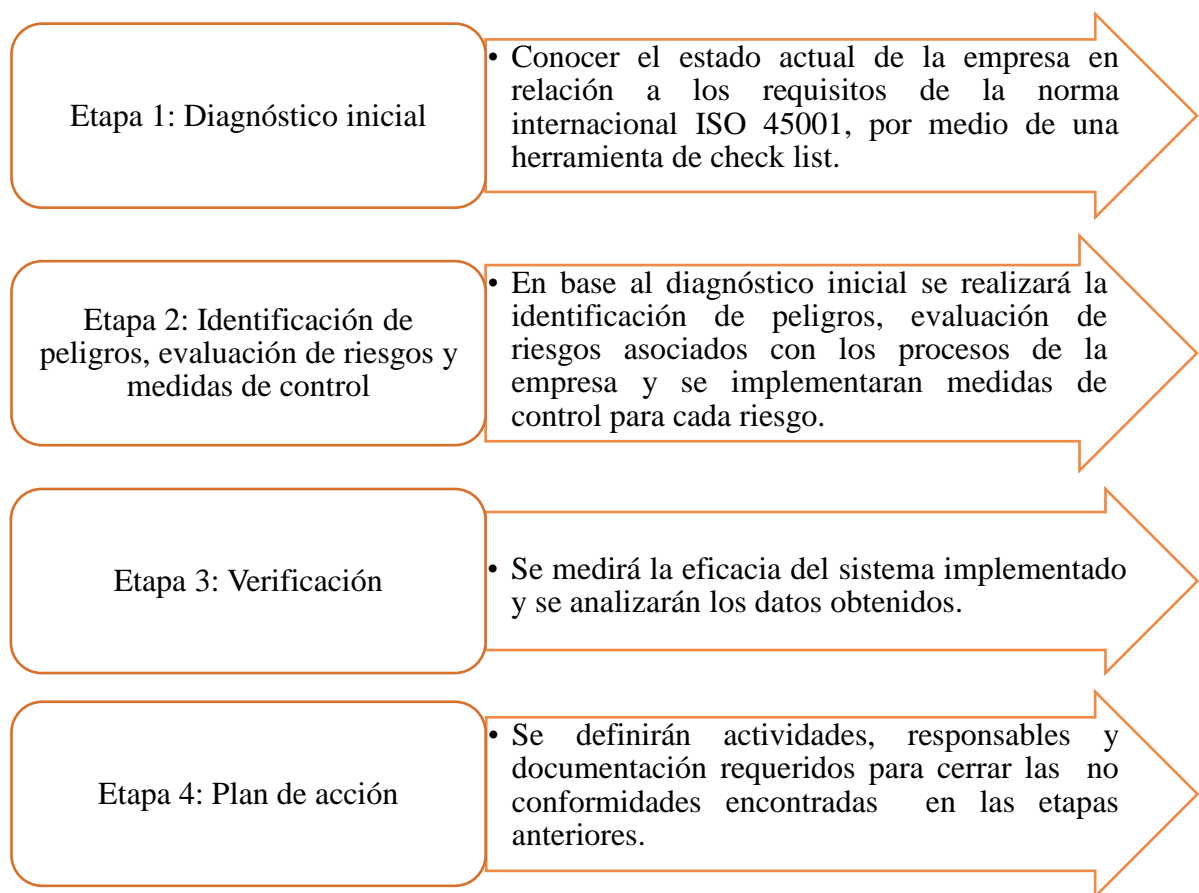 Etapa 1: Diagnóstico inicial
• Conocer el estado actual de la empresa en
relación a los requisitos de la norma
internacional ISO 45001, por medio de una
herramienta de check list.
Etapa 2: Identificación de
peligros, evaluación de riesgos y
medidas de control
• En base al diagnóstico inicial se realizará la
identificación de peligros, evaluación de
riesgos asociados con los procesos de la
empresa y se implementaran medidas de
control para cada riesgo.
Etapa 3: Verificación
• Se medirá la eficacia del sistema implementado
y se analizarán los datos obtenidos.
Etapa 4: Plan de acción
• Se definirán actividades, responsables y
documentación requeridos para cerrar las no
conformidades encontradas en las etapas
anteriores.